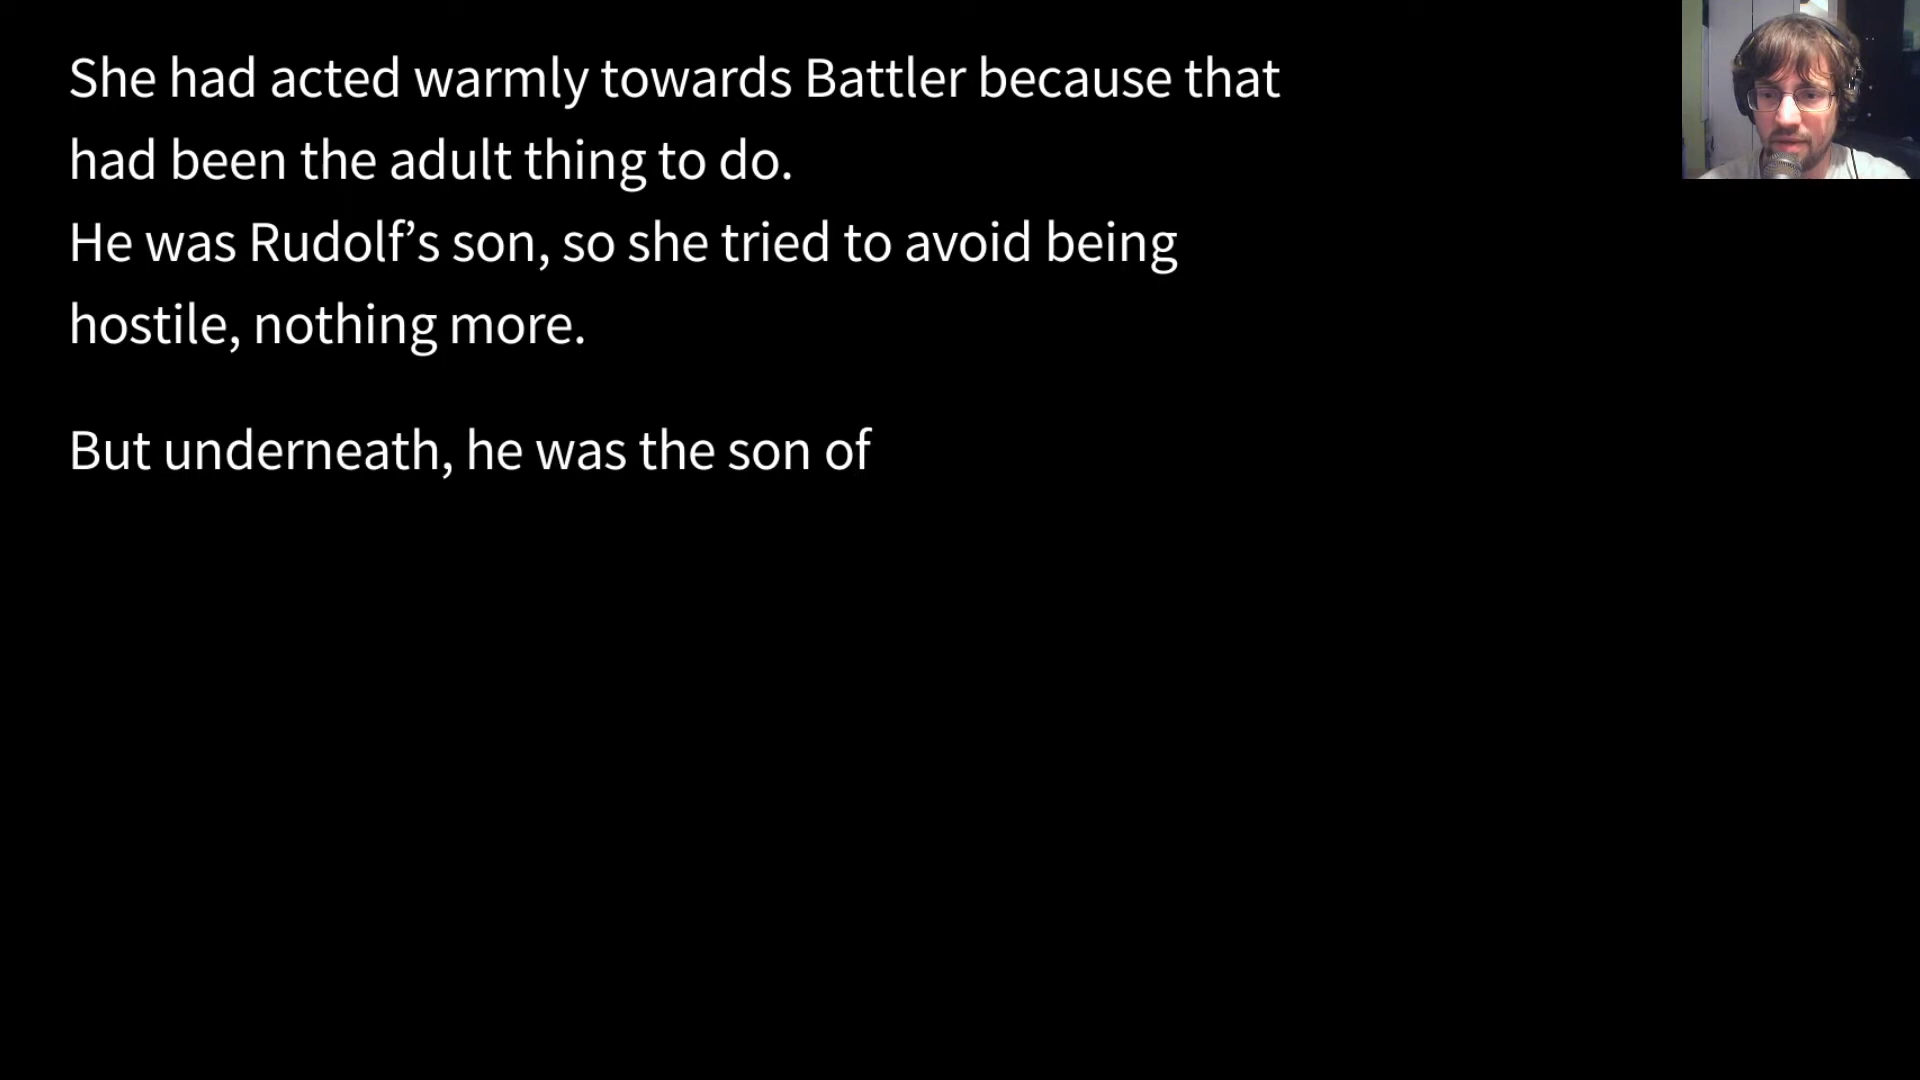 She had acted warmly towards Battler because that
had been the adult thing to do.
He was Rudolf’s son, so she tried to avoid being
hostile, nothing more.
But underneath, he was the son of